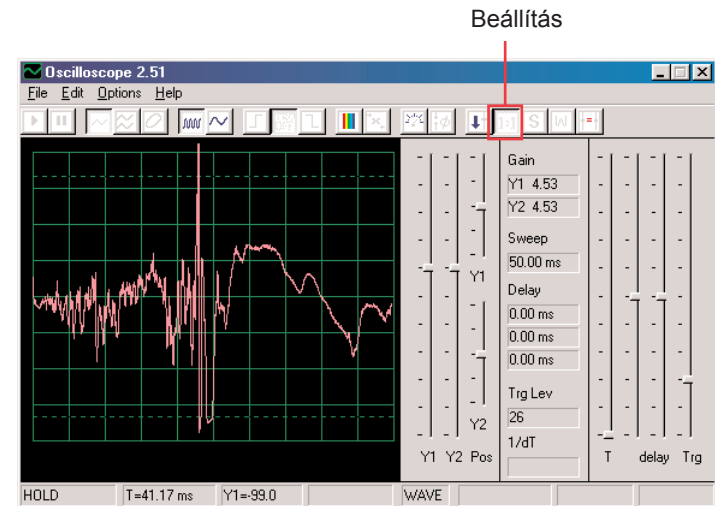 Beállítás
Oscilloscope 2.51
File Edit Options Help
1:1 S W
Gain
Y1 4.53
Y2 4.53
Sweep
50.00 ms
Y1
Delay
0.00 ms
0.00 ms
0.00 ms
Trg Lev
26
Y2
1/dT
Y1 Y2 Pos
T delay Trg
HOLD T=41.17 ms Y1=-99.0 WAVE